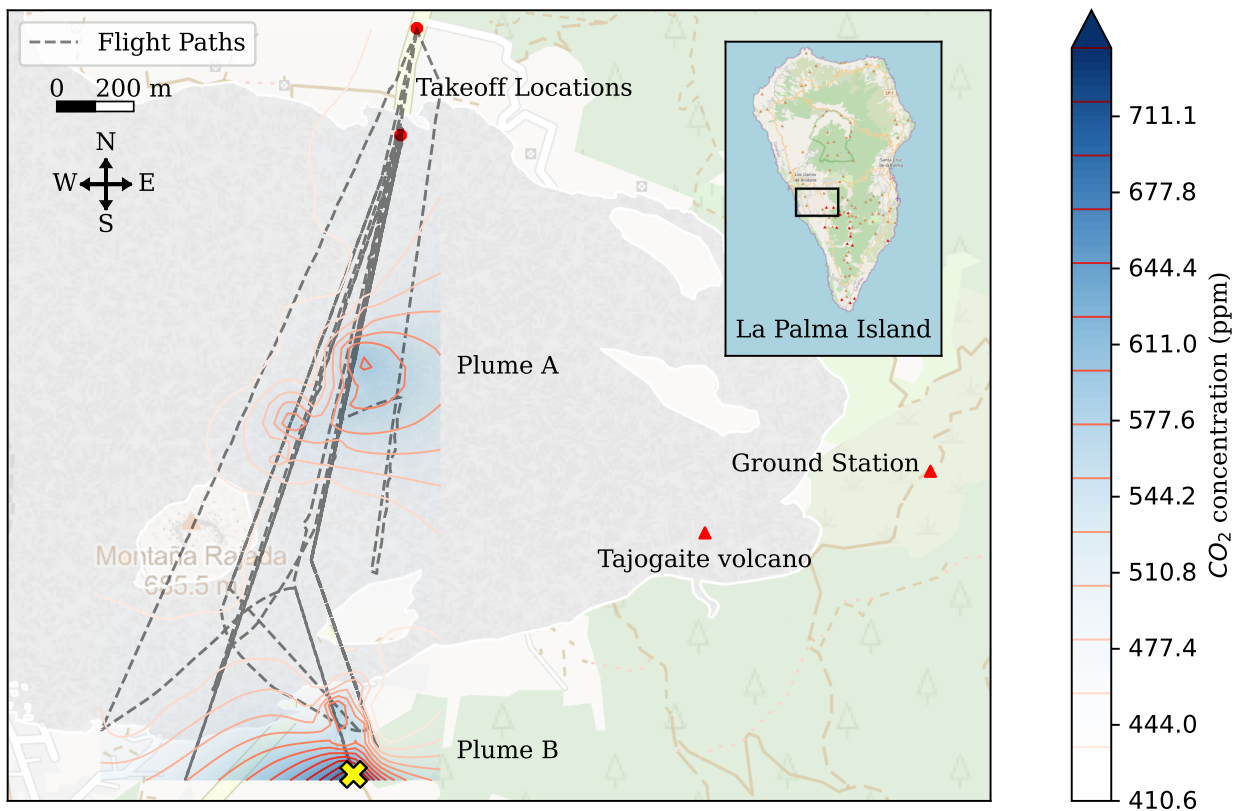 Flight Paths
0 200 m
N
W E
S
Takeoff Locations
La Palma Island
Plume A
Ground Station
Tajogaite volcano
Montaña Rajada
685.5 m
Plume B
711.1
677.8
644.4
611.0
577.6
544.2
510.8
477.4
444.0
410.6
CO₂ concentration (ppm)